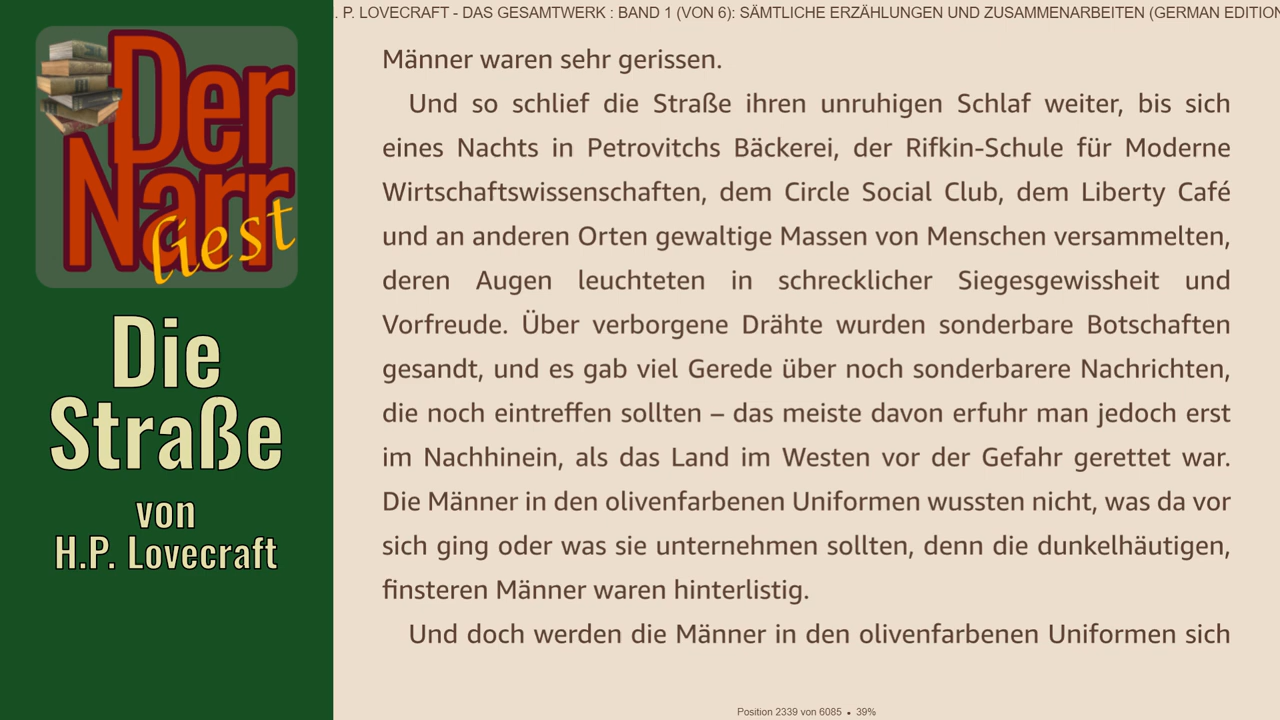 Der
Narr
liest
Die
Straße
von
H.P. Lovecraft
. P. LOVECRAFT - DAS GESAMTWERK : BAND 1 (VON 6): SÄMTLICHE ERZÄHLUNGEN UND ZUSAMMENARBEITEN (GERMAN EDITION
Männer waren sehr gerissen.
Und so schlief die Straße ihren unruhigen Schlaf weiter, bis sich
eines Nachts in Petrovitchs Bäckerei, der Rifkin-Schule für Moderne
Wirtschaftswissenschaften, dem Circle Social Club, dem Liberty Café
und an anderen Orten gewaltige Massen von Menschen versammelten,
deren Augen leuchteten in schrecklicher Siegesgewissheit und
Vorfreude. Über verborgene Drähte wurden sonderbare Botschaften
gesandt, und es gab viel Gerede über noch sonderbarere Nachrichten,
die noch eintreffen sollten – das meiste davon erfuhr man jedoch erst
im Nachhinein, als das Land im Westen vor der Gefahr gerettet war.
Die Männer in den olivenfarbenen Uniformen wussten nicht, was da vor
sich ging oder was sie unternehmen sollten, denn die dunkelhäutigen,
finsteren Männer waren hinterlistig.
Und doch werden die Männer in den olivenfarbenen Uniformen sich
Position 2339 von 6085 • 39%